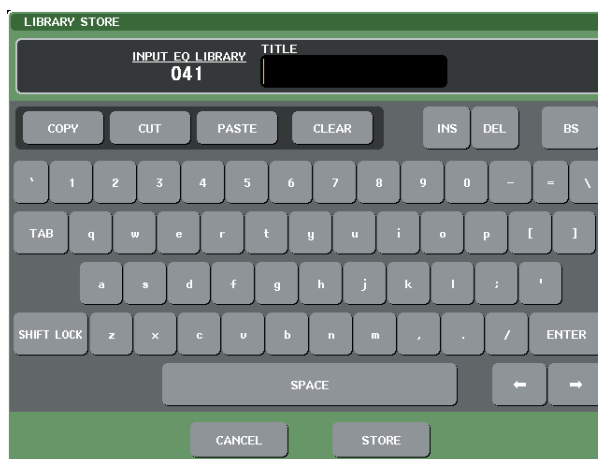 LIBRARY STORE
INPUT EQ LIBRARY TITLE
041
COPY CUT PASTE CLEAR INS DEL BS
` 1 2 3 4 5 6 7 8 9 0 - = \
TAB q w e r t y u i o p [ ]
a s d f g h j k l ; '
SHIFT LOCK z x c v b n m , . / ENTER
SPACE ← →
CANCEL STORE